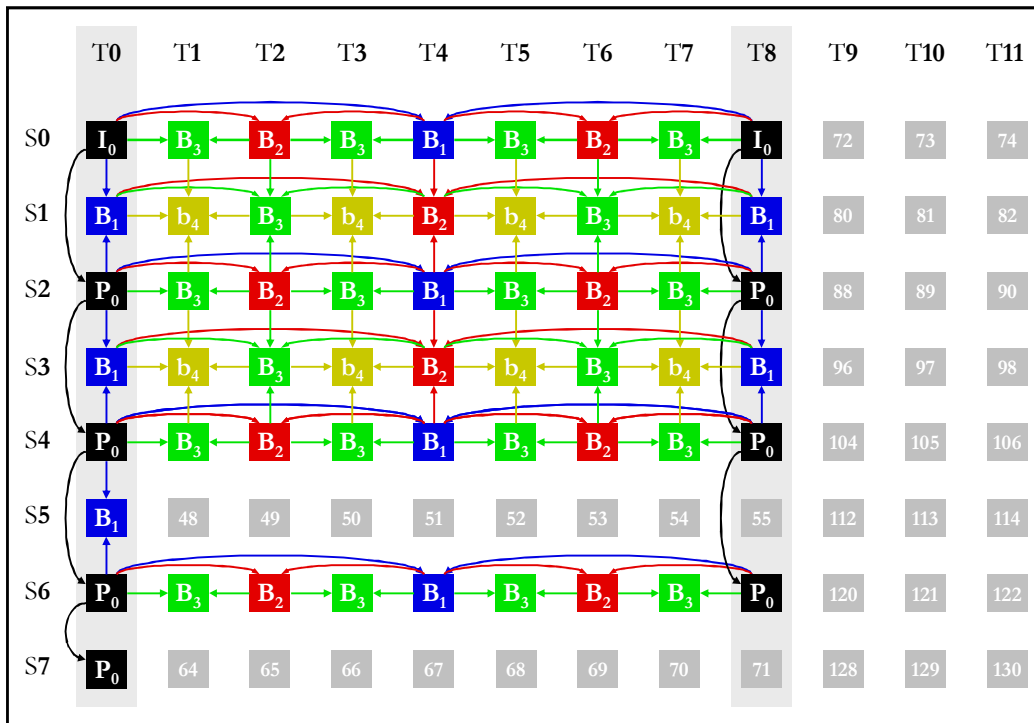 T0 T1 T2 T3 T4 T5 T6 T7 T8 T9 T10 T11
S0 I0 B3 B2 B3 B1 B3 B2 B3 I0 72 73 74
S1 B1 b4 B3 b4 B2 b4 B3 b4 B1 80 81 82
S2 P0 B3 B2 B3 B1 B3 B2 B3 P0 88 89 90
S3 B1 b4 B3 b4 B2 b4 B3 b4 B1 96 97 98
S4 P0 B3 B2 B3 B1 B3 B2 B3 P0 104 105 106
S5 B1 48 49 50 51 52 53 54 55 112 113 114
S6 P0 B3 B2 B3 B1 B3 B2 B3 P0 120 121 122
S7 P0 64 65 66 67 68 69 70 71 128 129 130